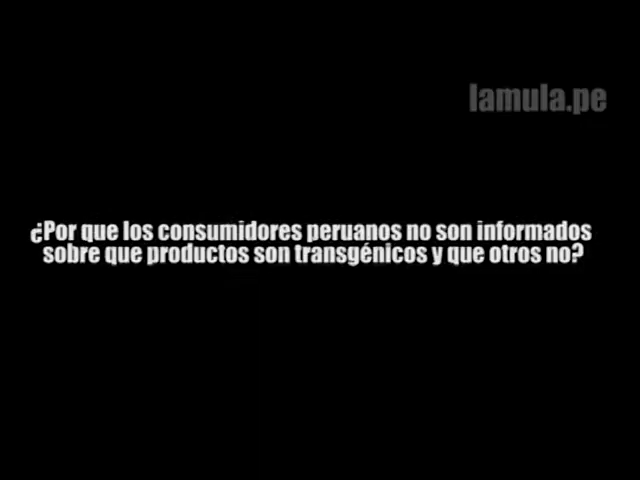 lamula.pe
¿Por que los consumidores peruanos no son informados
sobre que productos son transgénicos y que otros no?